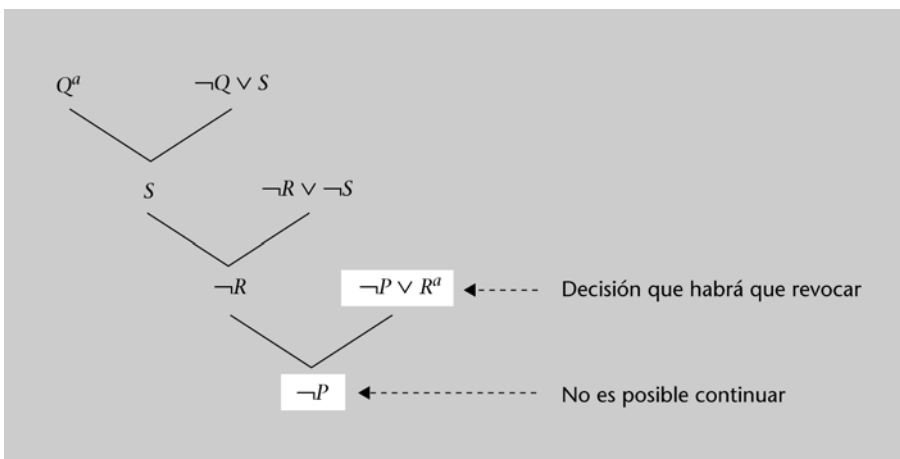 Qᵃ ¬Q ∨ S
S ¬R ∨ ¬S
¬R ¬P ∨ Rᵃ Decisión que habrá que revocar
¬P No es posible continuar